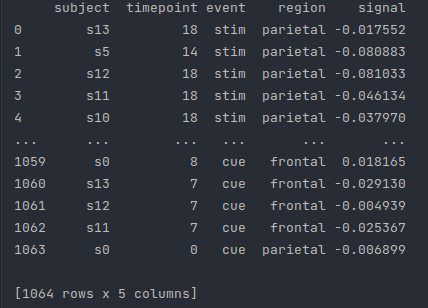 subject timepoint event region signal
0 s13 18 stim parietal -0.017552
1 s5 14 stim parietal -0.080883
2 s12 18 stim parietal -0.081033
3 s11 18 stim parietal -0.046134
4 s10 18 stim parietal -0.037970
... ... ... ... ... ...
1059 s0 8 cue frontal 0.018165
1060 s13 7 cue frontal -0.029130
1061 s12 7 cue frontal -0.004939
1062 s11 7 cue frontal -0.025367
1063 s0 0 cue parietal -0.006899
[1064 rows x 5 columns]